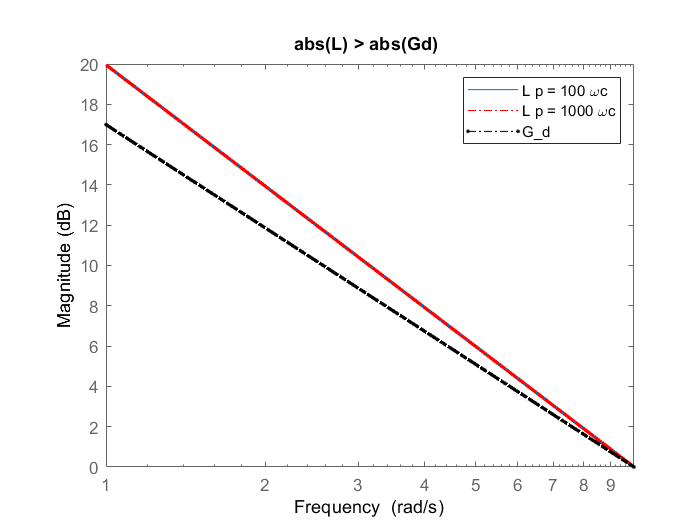 abs(L) > abs(Gd)
20
18
16
14
12
10
8
6
4
2
0
Magnitude (dB)
L p = 100 ωc
L p = 1000 ωc
G_d
1 2 3 4 5 6 7 8 9
Frequency (rad/s)